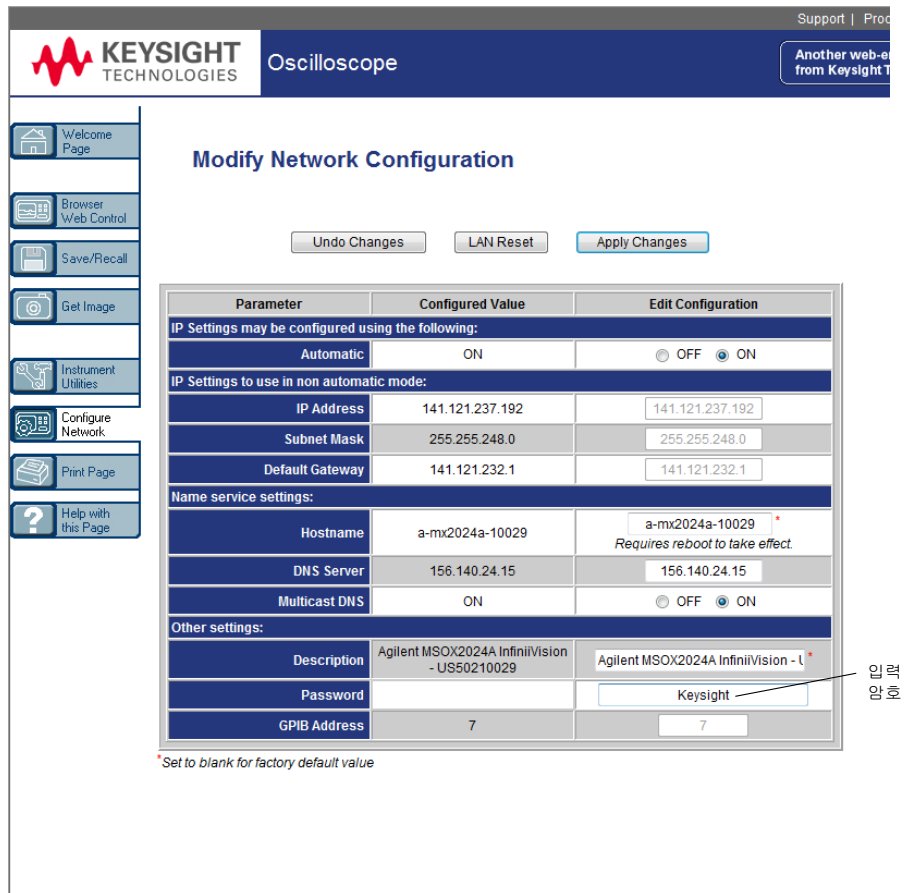 Support | Proc
KEYSIGHT
TECHNOLOGIES
Oscilloscope
Another web-e
from Keysight T
Welcome
Page
Browser
Web Control
Save/Recall
Get Image
Instrument
Utilities
Configure
Network
Print Page
Help with
this Page
Modify Network Configuration
Undo Changes LAN Reset Apply Changes
Parameter Configured Value Edit Configuration
IP Settings may be configured using the following:
Automatic ON OFF ON
IP Settings to use in non automatic mode:
IP Address 141.121.237.192 141.121.237.192
Subnet Mask 255.255.248.0 255.255.248.0
Default Gateway 141.121.232.1 141.121.232.1
Name service settings:
Hostname a-mx2024a-10029 a-mx2024a-10029 *
Requires reboot to take effect.
DNS Server 156.140.24.15 156.140.24.15
Multicast DNS ON OFF ON
Other settings:
Description Agilent MSOX2024A InfiniiVision
- US50210029
Agilent MSOX2024A InfiniiVision - U *
Password Keysight
GPIB Address 7 7
*Set to blank for factory default value
입력
암호